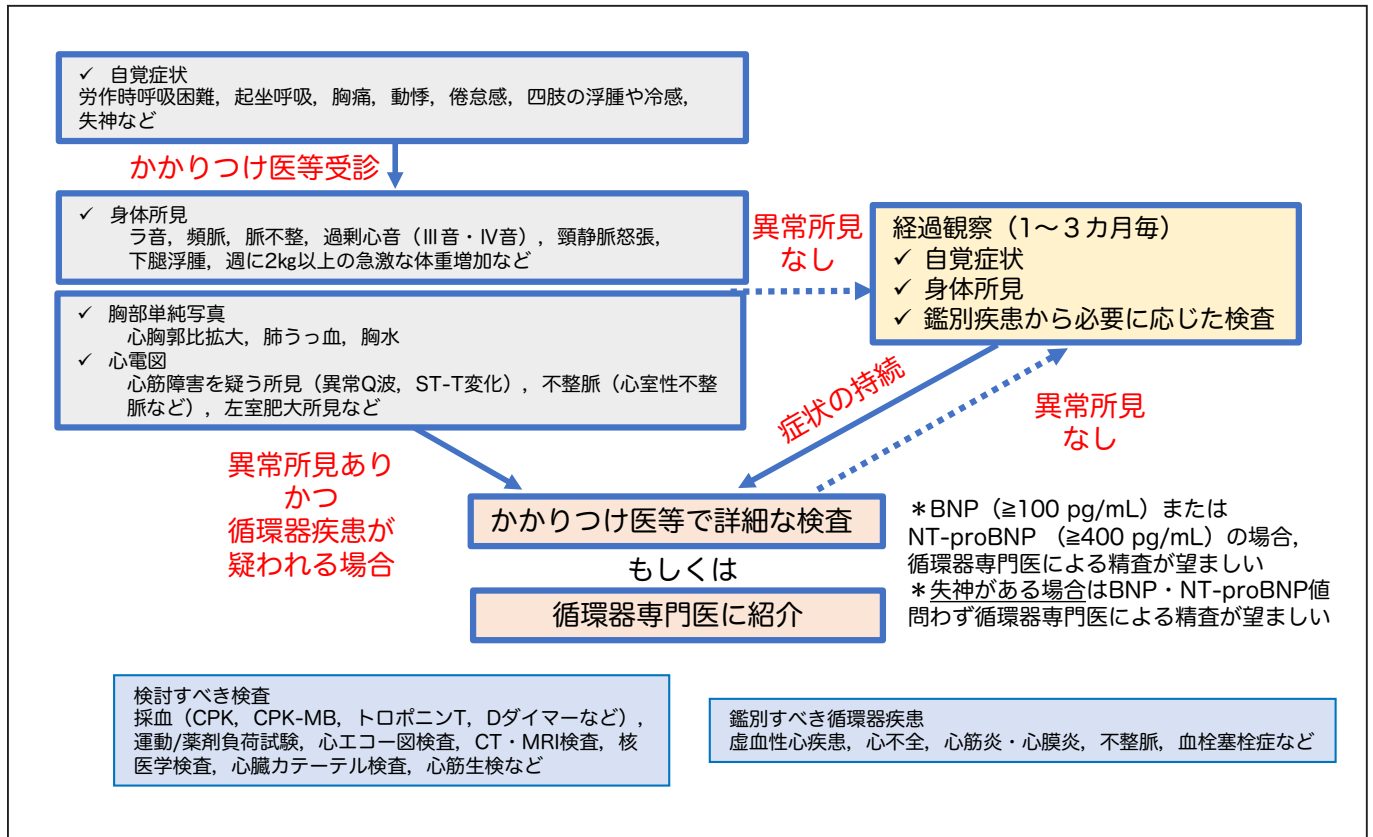 ✓ 自覚症状
労作時呼吸困難，起坐呼吸，胸痛，動悸，倦怠感，四肢の浮腫や冷感，
失神など
かかりつけ医等受診
✓ 身体所見
ラ音，頻脈，脈不整，過剰心音（Ⅲ音・Ⅳ音），頸静脈怒張，
下腿浮腫，週に2㎏以上の急激な体重増加など
✓ 胸部単純写真
心胸郭比拡大，肺うっ血，胸水
✓ 心電図
心筋障害を疑う所見（異常Q波，ST-T変化），不整脈（心室性不整
脈など），左室肥大所見など
異常所見
なし
経過観察（1～３カ月毎）
✓ 自覚症状
✓ 身体所見
✓ 鑑別疾患から必要に応じた検査
症状の持続
異常所見
なし
異常所見あり
かつ
循環器疾患が
疑われる場合
かかりつけ医等で詳細な検査
もしくは
循環器専門医に紹介
＊BNP（≧100 pg/mL）または
NT-proBNP （≧400 pg/mL）の場合，
循環器専門医による精査が望ましい
＊失神がある場合はBNP・NT-proBNP値
問わず循環器専門医による精査が望ましい
検討すべき検査
採血（CPK，CPK-MB，トロポニンT，Dダイマーなど），
運動/薬剤負荷試験，心エコー図検査，CT・MRI検査，核
医学検査，心臓カテーテル検査，心筋生検など
鑑別すべき循環器疾患
虚血性心疾患，心不全，心筋炎・心膜炎，不整脈，血栓塞栓症など